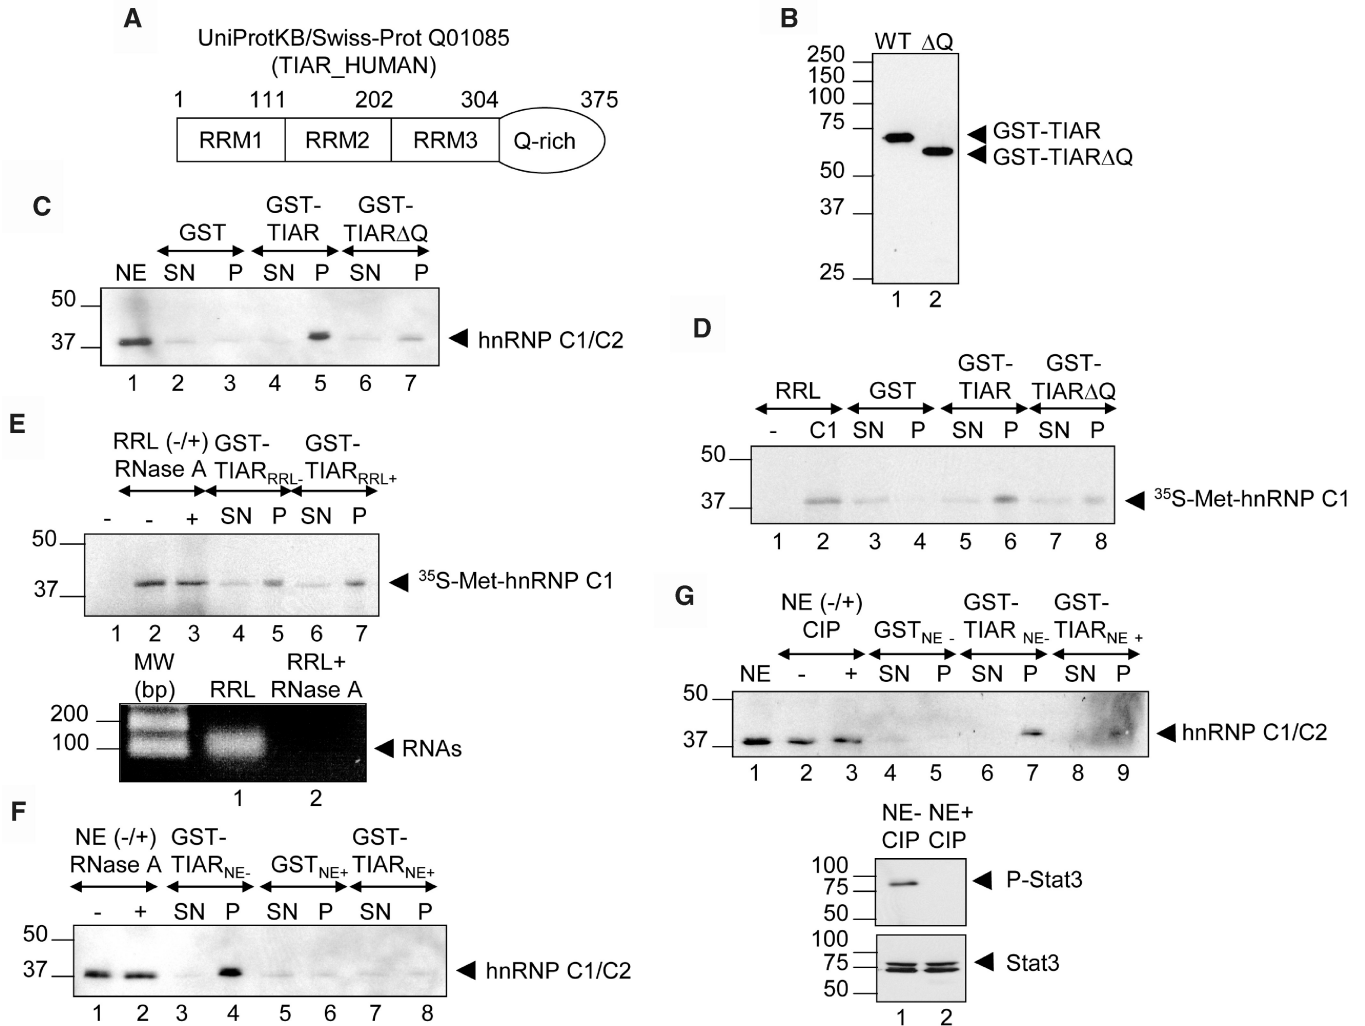 A
UniProtKB/Swiss-Prot Q01085
(TIAR_HUMAN)
1 111 202 304 375
RRM1 RRM2 RRM3 Q-rich
B
WT ΔQ
250
150
100
75
50
37
25
GST-TIAR
GST-TIARΔQ
1 2
C
GST GST-TIAR GST-TIARΔQ
NE SN P SN P SN P
50
37
hnRNP C1/C2
1 2 3 4 5 6 7
D
RRL GST GST-TIAR GST-TIARΔQ
- C1 SN P SN P SN P
50
37
35S-Met-hnRNP C1
1 2 3 4 5 6 7 8
E
RRL (-/+) RNase A GST-TIARRRL- GST-TIARRRL+
- - + SN P SN P
50
37
35S-Met-hnRNP C1
1 2 3 4 5 6 7
MW (bp) RRL RRL+ RNase A
200
100
RNAs
1 2
F
NE (-/+) RNase A GST-TIARNE- GSTNE+ GST-TIARNE+
- + SN P SN P SN P
50
37
hnRNP C1/C2
1 2 3 4 5 6 7 8
G
NE (-/+) CIP GSTNE - GST-TIAR NE- GST-TIARNE +
NE - + SN P SN P SN P
50
37
hnRNP C1/C2
1 2 3 4 5 6 7 8 9
NE- NE+
CIP CIP
100
75
50
P-Stat3
100
75
50
Stat3
1 2